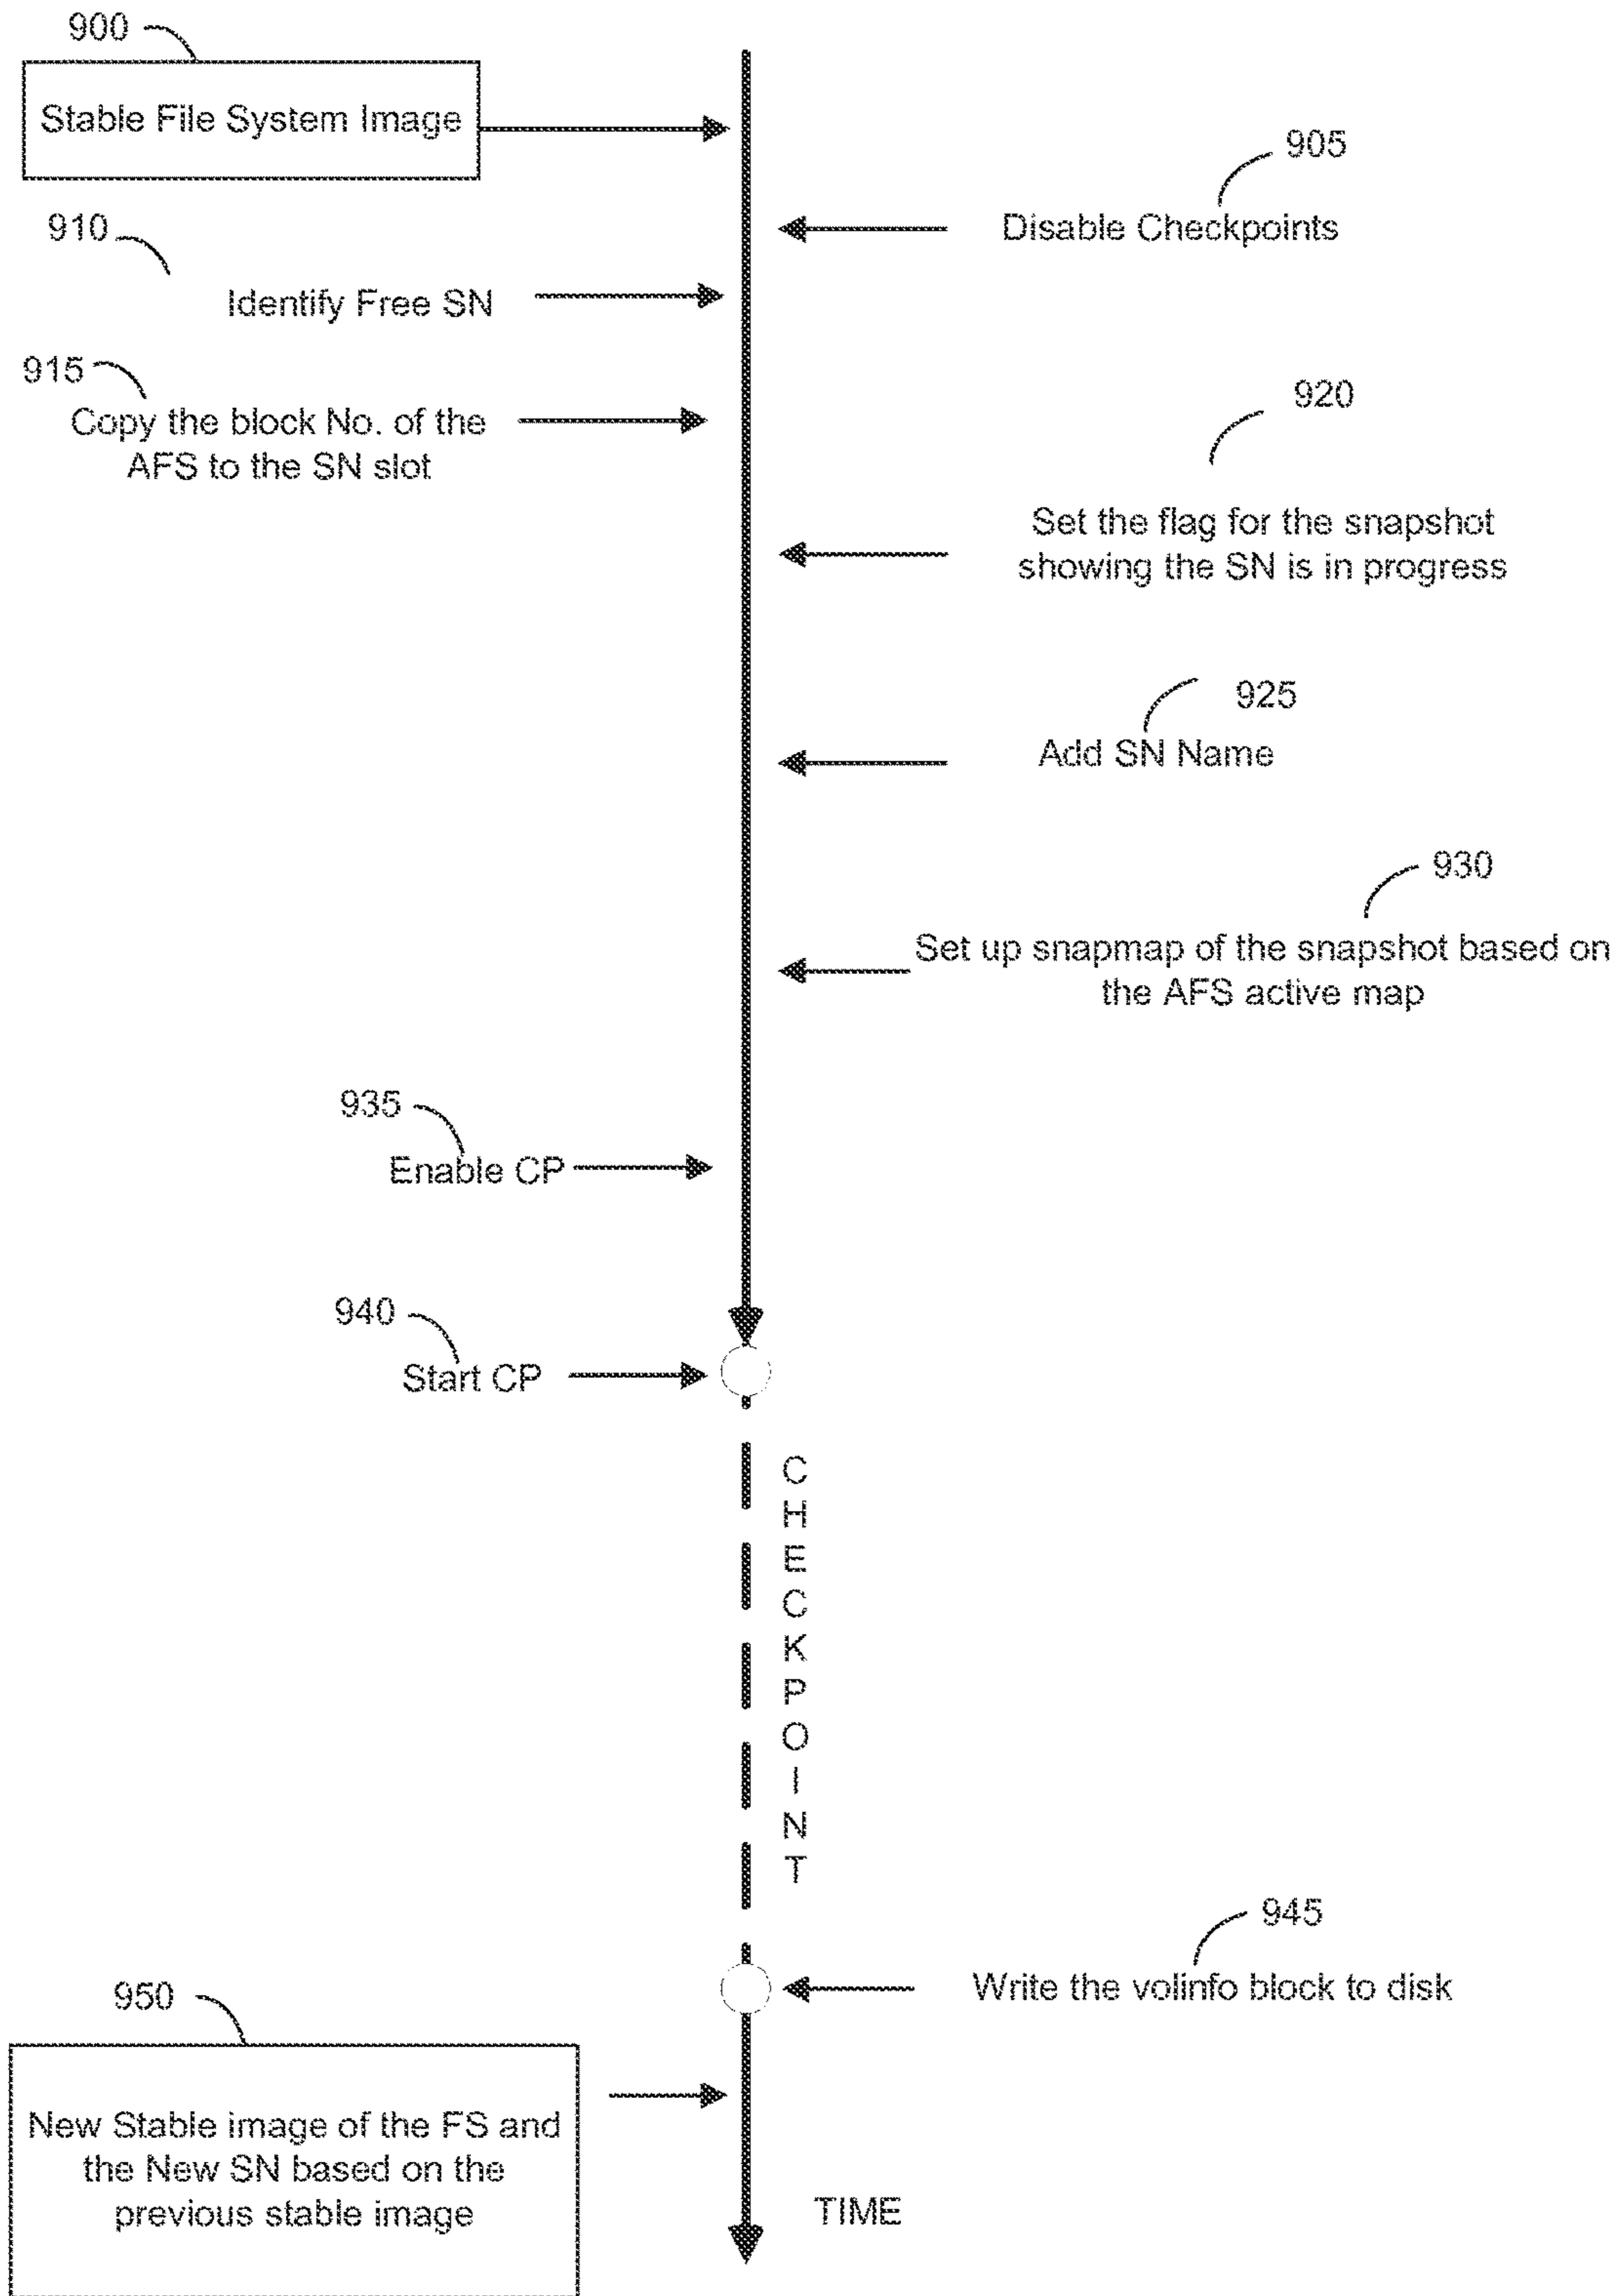 900
Stable File System Image
905
Disable Checkpoints
910
Identify Free SN
915
Copy the block No. of the
AFS to the SN slot
920
Set the flag for the snapshot
showing the SN is in progress
925
Add SN Name
930
Set up snapmap of the snapshot based on
the AFS active map
935
Enable CP
940
Start CP
C
H
E
C
K
P
O
I
N
T
945
Write the volinfo block to disk
950
New Stable image of the FS and
the New SN based on the
previous stable image
TIME